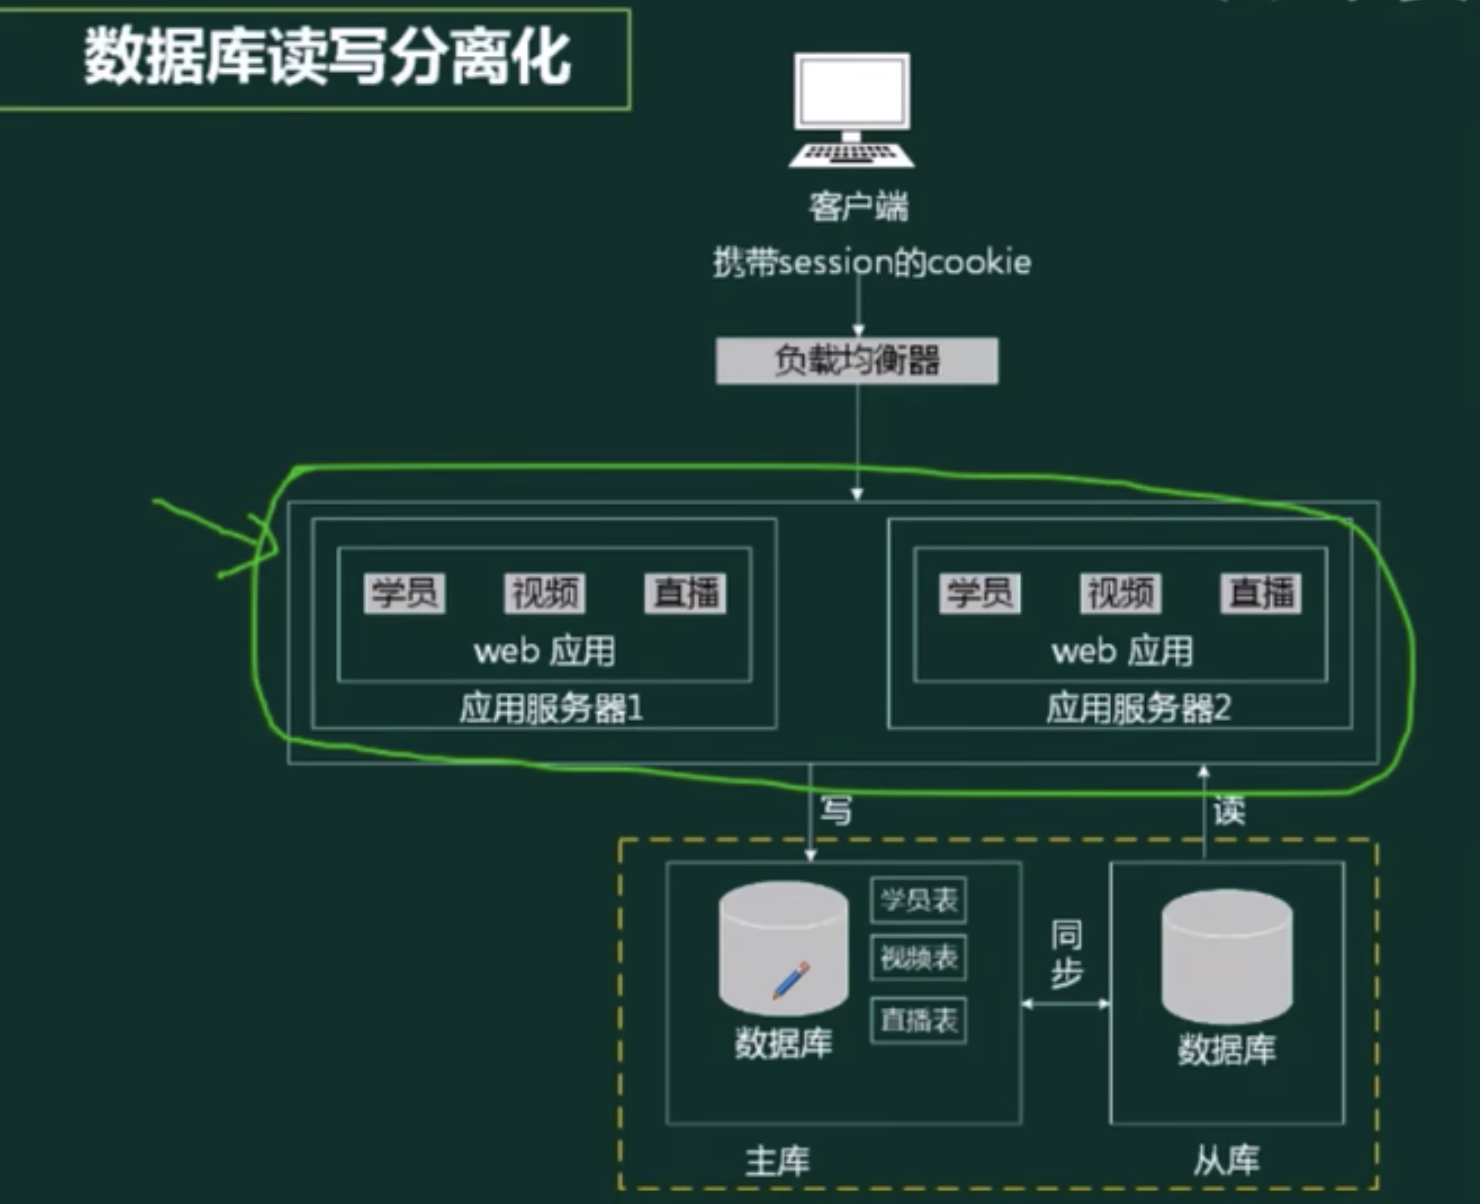 数据库读写分离化
客户端
携带session的cookie
负载均衡器
学员 视频 直播
web 应用
应用服务器1
学员 视频 直播
web 应用
应用服务器2
写
读
学员表
视频表
直播表
数据库
主库
同
步
数据库
从库